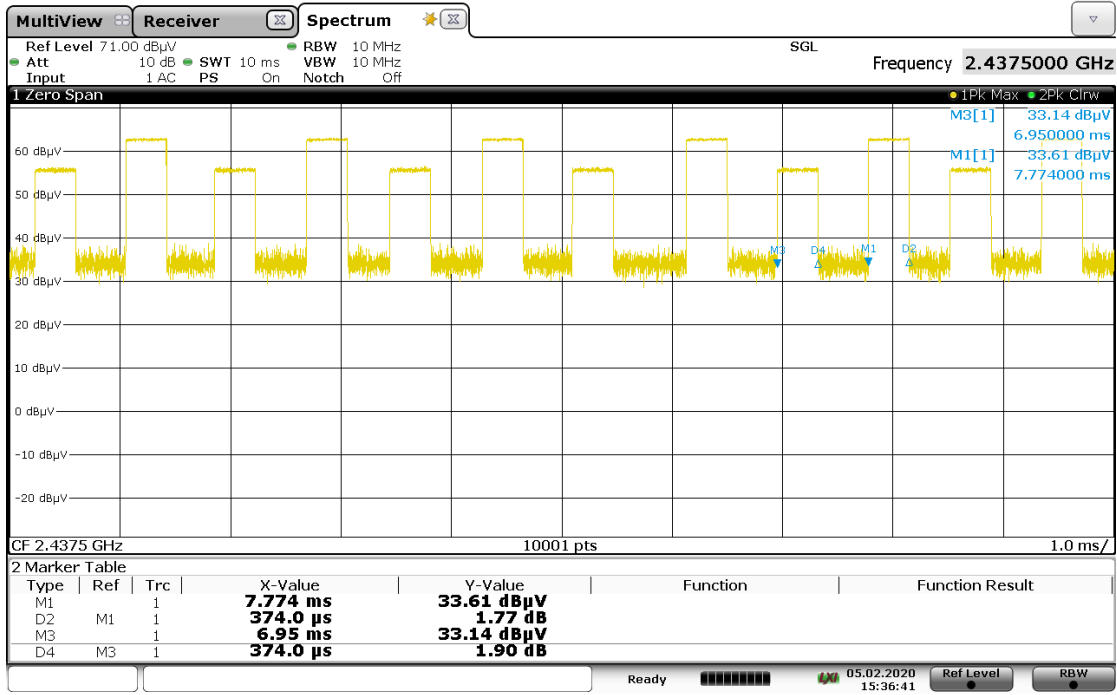 MultiView Receiver Spectrum
Ref Level 71.00 dBµV RBW 10 MHz SGL
Att 10 dB SWT 10 ms VBW 10 MHz Frequency 2.4375000 GHz
Input 1 AC PS On Notch Off
1 Zero Span 1Pk Max 2Pk Clrw
M3[1] 33.14 dBµV
6.950000 ms
M1[1] 33.61 dBµV
7.774000 ms
60 dBµV
50 dBµV
40 dBµV
M3 D4 M1 D2
30 dBµV
20 dBµV
10 dBµV
0 dBµV
-10 dBµV
-20 dBµV
CF 2.4375 GHz 10001 pts 1.0 ms/
2 Marker Table
Type Ref Trc X-Value Y-Value Function Function Result
M1 1 7.774 ms 33.61 dBµV
D2 M1 1 374.0 µs 1.77 dB
M3 1 6.95 ms 33.14 dBµV
D4 M3 1 374.0 µs 1.90 dB
Ready LXI 05.02.2020 Ref Level RBW
15:36:41